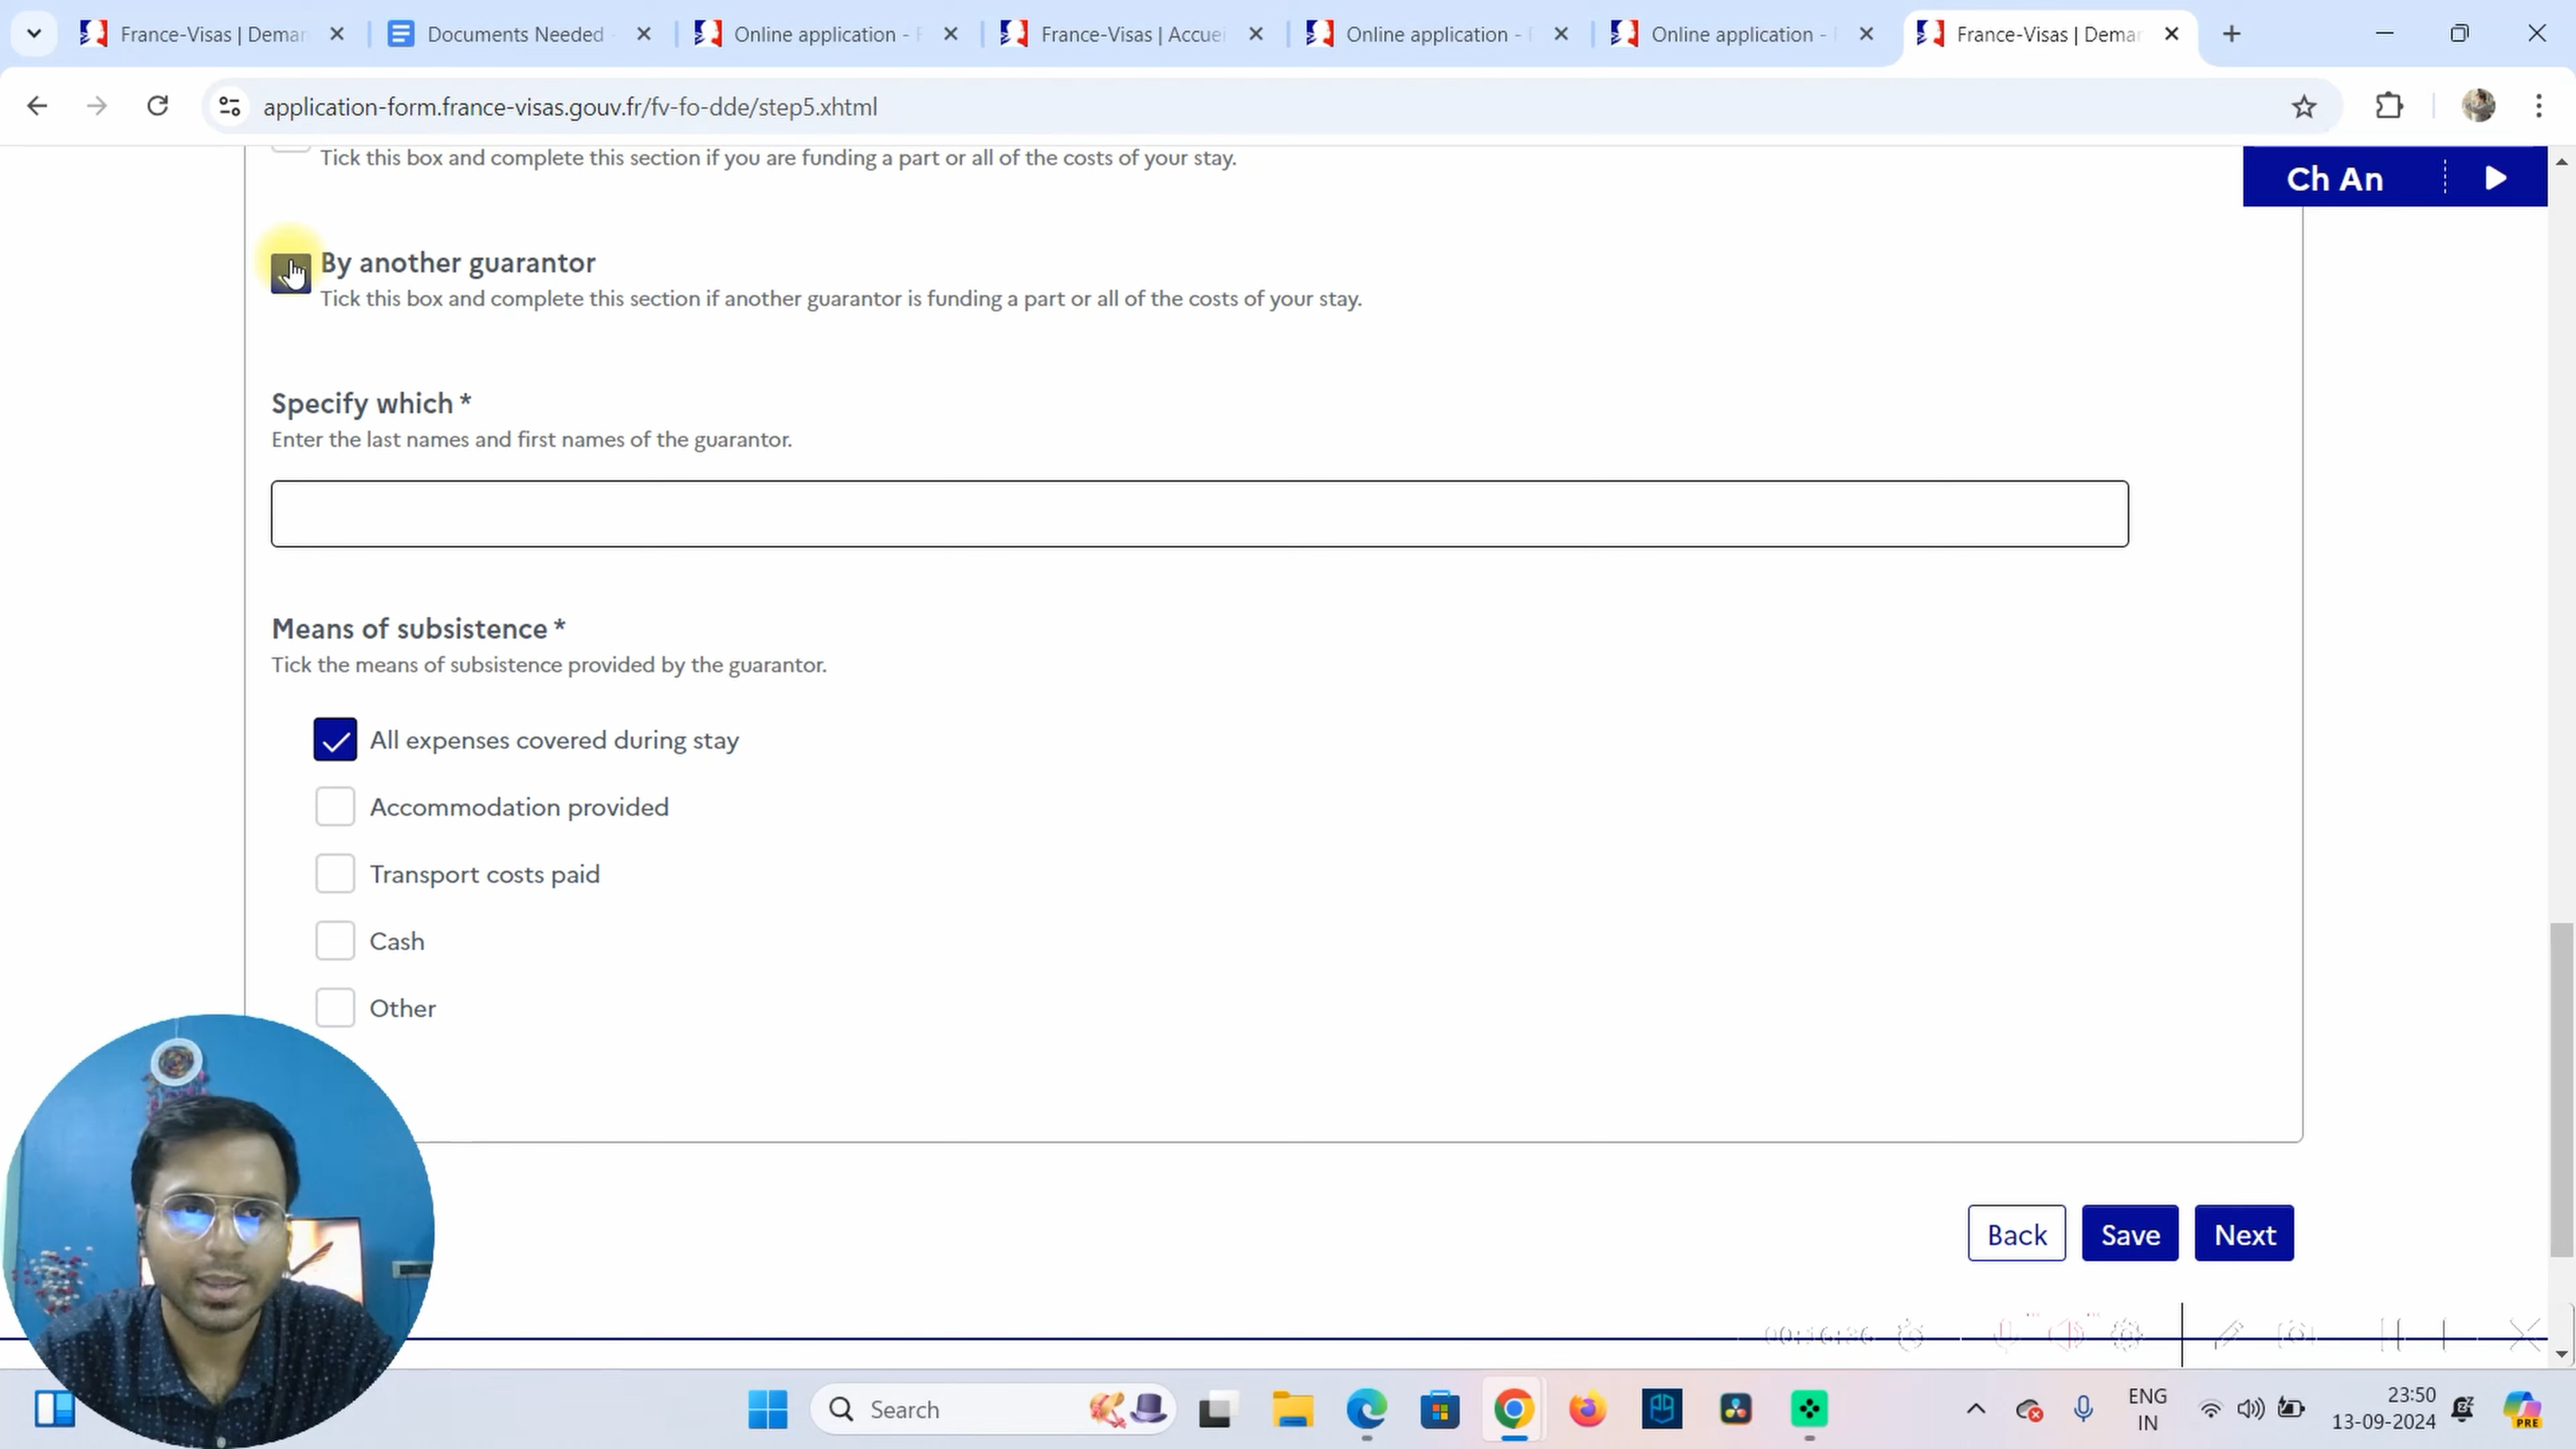 France-Visas | Deman
Documents Needed
Online application - F
France-Visas | Accuei
Online application - 
Online application - 
France-Visas | Deman
application-form.france-visas.gouv.fr/fv-fo-dde/step5.xhtml
Tick this box and complete this section if you are funding a part or all of the costs of your stay.
Ch An
By another guarantor
Tick this box and complete this section if another guarantor is funding a part or all of the costs of your stay.
Specify which *
Enter the last names and first names of the guarantor.
Means of subsistence *
Tick the means of subsistence provided by the guarantor.
All expenses covered during stay
Accommodation provided
Transport costs paid
Cash
Other
Back
Save
Next
Search
ENG
IN
23:50
13-09-2024
PRE